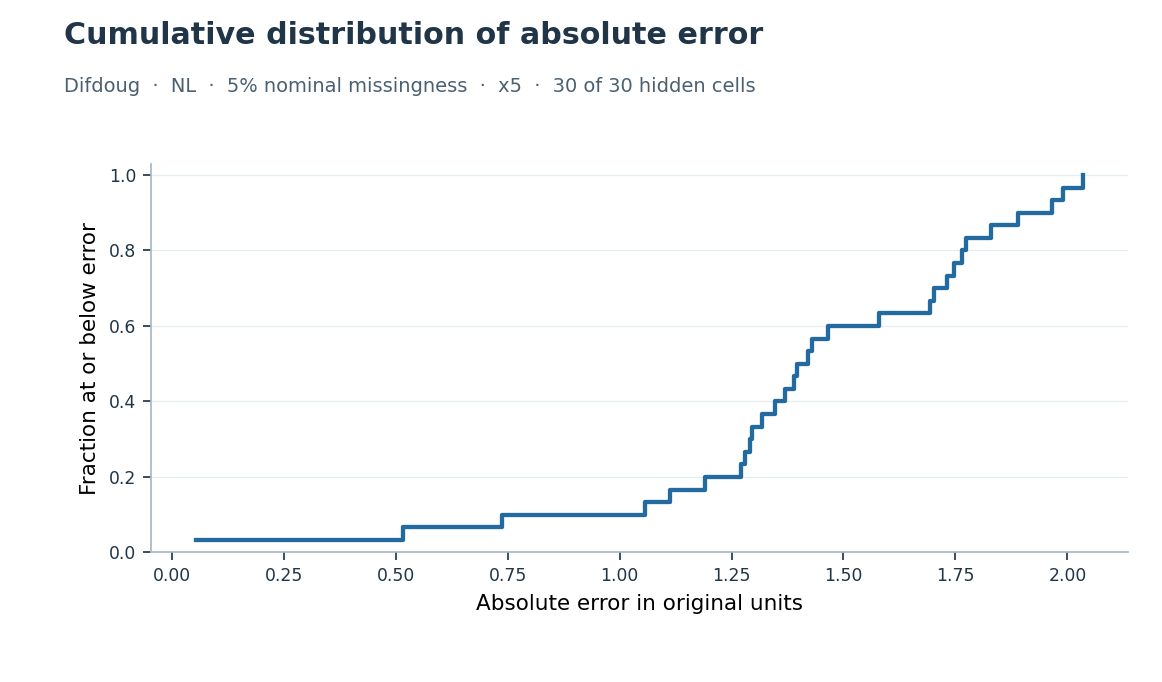 Cumulative distribution of absolute error
Difdoug · NL · 5% nominal missingness · x5 · 30 of 30 hidden cells
Fraction at or below error
1.0
0.8
0.6
0.4
0.2
0.0
0.00 0.25 0.50 0.75 1.00 1.25 1.50 1.75 2.00
Absolute error in original units